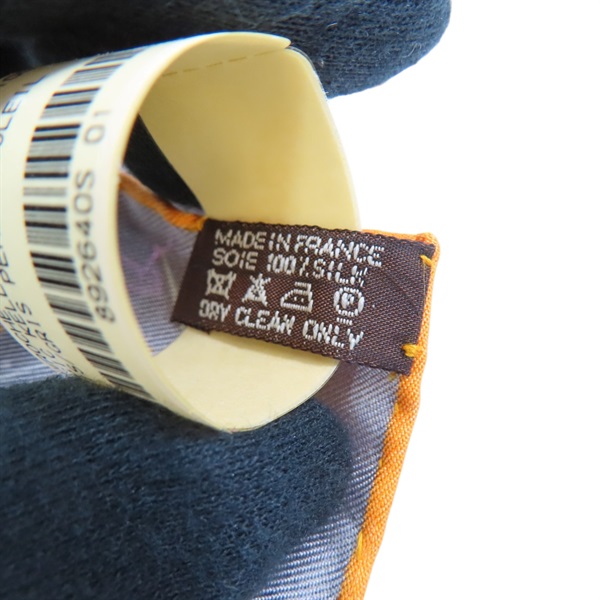 MADE IN FRANCE
SOIE 100% SILK
DRY CLEAN ONLY
892640S 01